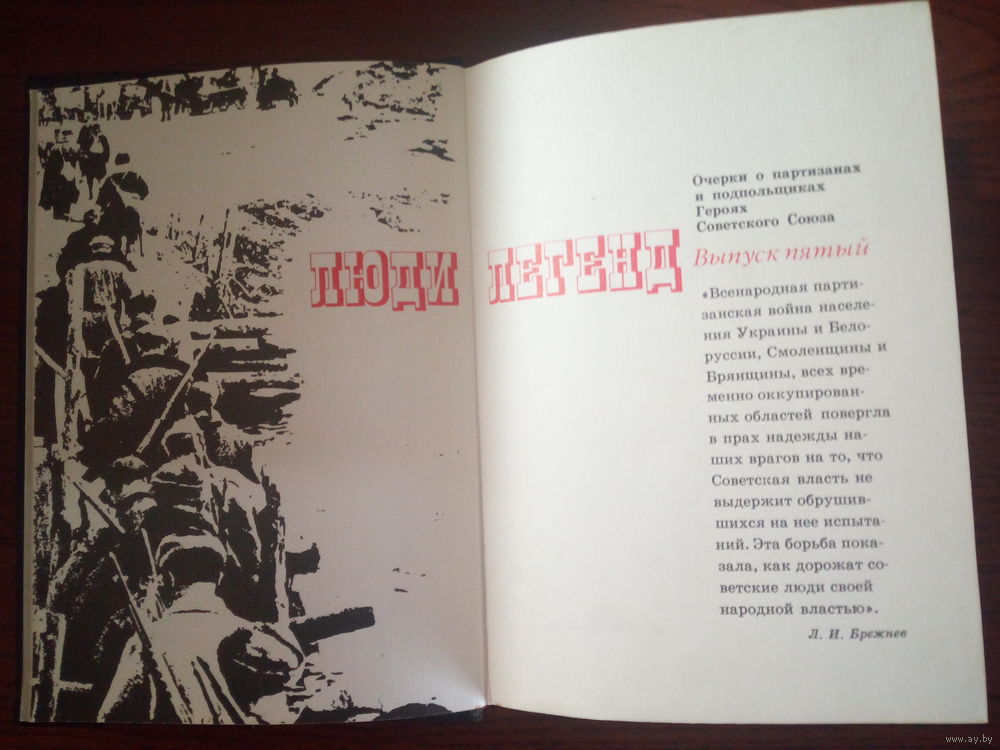 ЛЮДИ ЛЕГЕНД
Очерки о партизанах
и подпольщиках
Героях
Советского Союза
Выпуск пятый
«Всенародная парти-
занская война населе-
ния Украины и Бело-
руссии, Смоленщины и
Брянщины, всех вре-
менно оккупирован-
ных областей повергла
в прах надежды на-
ших врагов на то, что
Советская власть не
выдержит обрушив-
шихся на нее испыта-
ний. Эта борьба пока-
зала, как дорожат со-
ветские люди своей
народной властью».
Л. И. Брежнев
www.ay.by